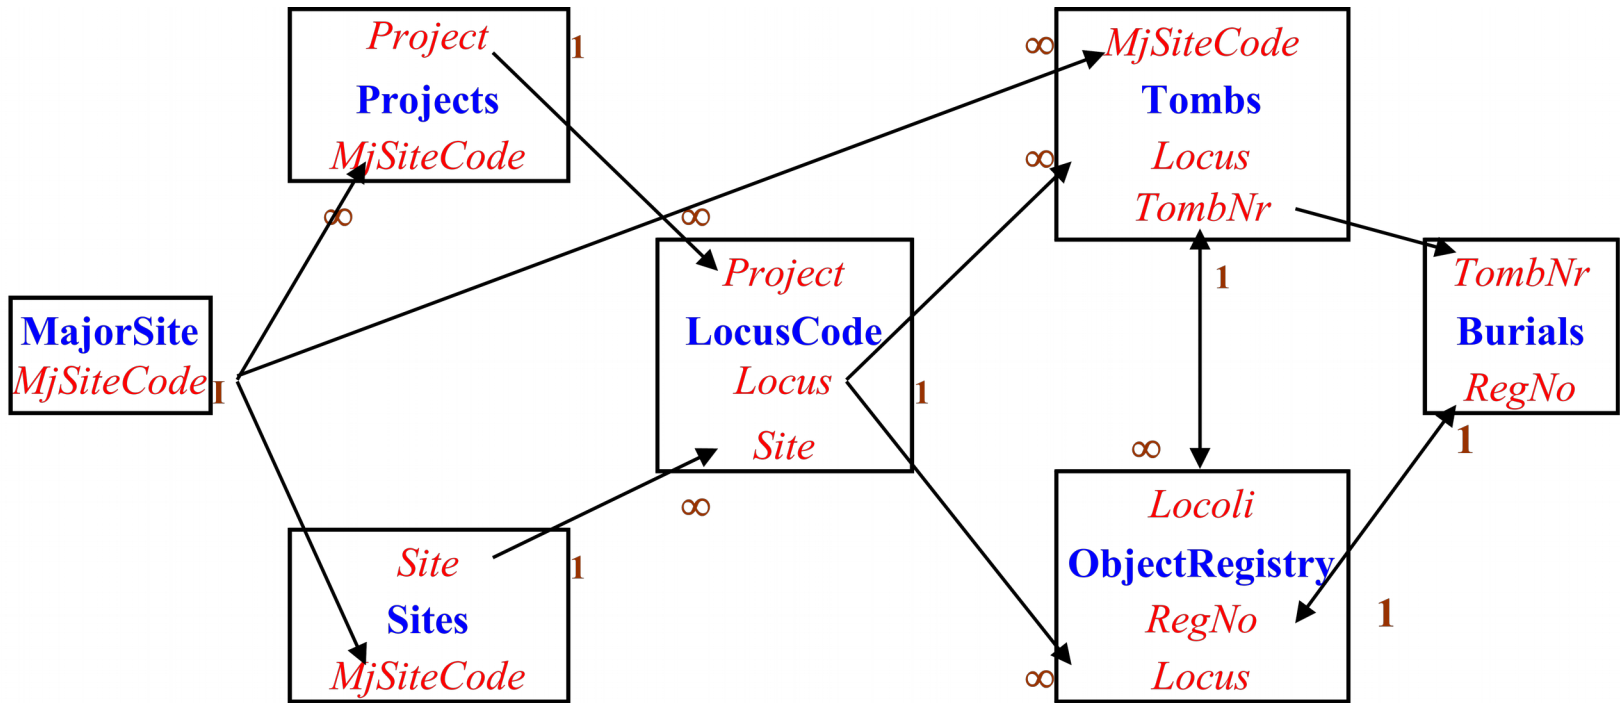 Project
1
Projects
MjSiteCode
∞
MajorSite
MjSiteCode
1
Site
1
Sites
MjSiteCode
∞
Project
LocusCode
Locus
1
Site
∞
∞
MjSiteCode
Tombs
∞
Locus
TombNr
1
∞
Locoli
ObjectRegistry
RegNo
1
∞
Locus
TombNr
Burials
RegNo
1